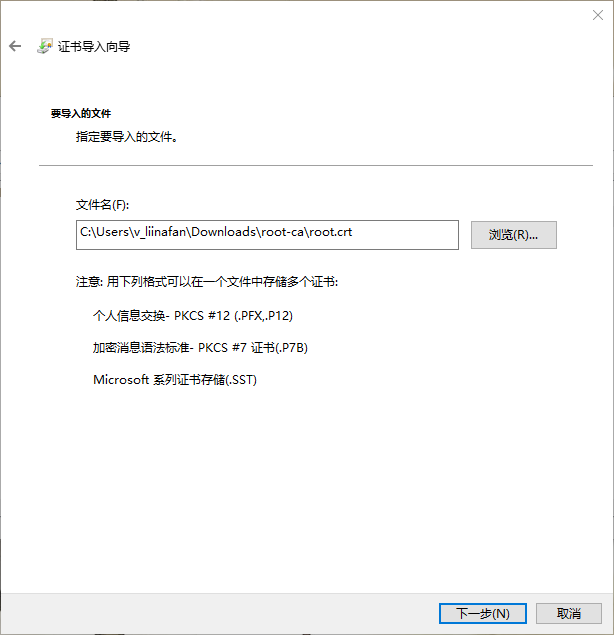 证书导入向导
要导入的文件
指定要导入的文件。
文件名(F):
C:\Users\v_liinafan\Downloads\root-ca\root.crt
浏览(R)...
注意: 用下列格式可以在一个文件中存储多个证书:
个人信息交换- PKCS #12 (.PFX,.P12)
加密消息语法标准- PKCS #7 证书(.P7B)
Microsoft 系列证书存储(.SST)
下一步(N)
取消